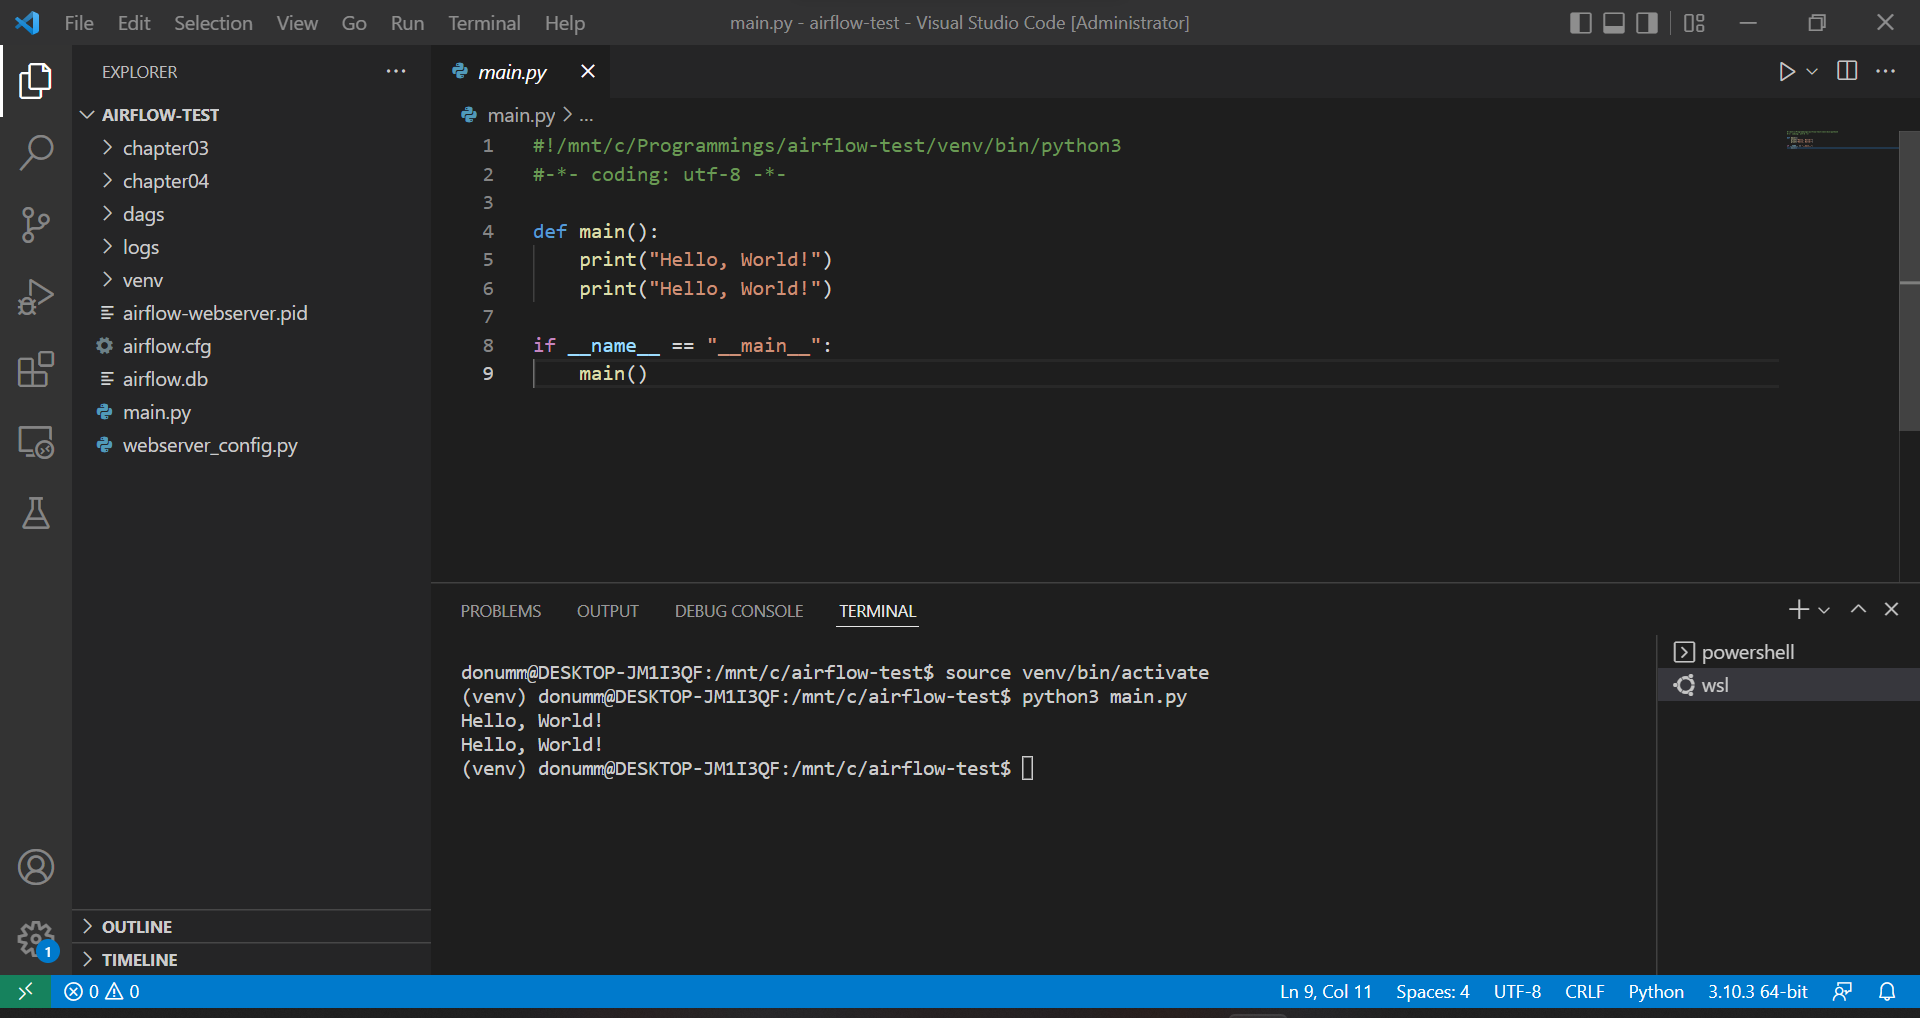 File Edit Selection View Go Run Terminal Help
main.py - airflow-test - Visual Studio Code [Administrator]
EXPLORER
AIRFLOW-TEST
chapter03
chapter04
dags
logs
venv
airflow-webserver.pid
airflow.cfg
airflow.db
main.py
webserver_config.py
OUTLINE
TIMELINE
main.py
main.py > ...
1 #!/mnt/c/Programmings/airflow-test/venv/bin/python3
2 #-*- coding: utf-8 -*-
3
4 def main():
5     print("Hello, World!")
6     print("Hello, World!")
7
8 if __name__ == "__main__":
9     main()
PROBLEMS OUTPUT DEBUG CONSOLE TERMINAL
donumm@DESKTOP-JM1I3QF:/mnt/c/airflow-test$ source venv/bin/activate
(venv) donumm@DESKTOP-JM1I3QF:/mnt/c/airflow-test$ python3 main.py
Hello, World!
Hello, World!
(venv) donumm@DESKTOP-JM1I3QF:/mnt/c/airflow-test$
powershell
wsl
1
0 0
Ln 9, Col 11 Spaces: 4 UTF-8 CRLF Python 3.10.3 64-bit